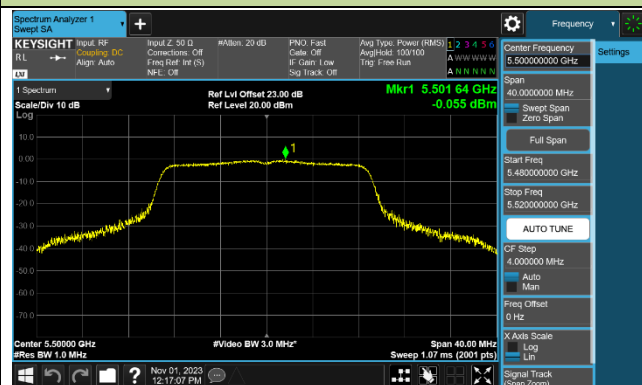 Spectrum Analyzer 1
Swept SA
Frequency
KEYSIGHT
RL
LXI
Input: RF
Coupling: DC
Align: Auto
Input Z: 50 Ω
Corrections: Off
Freq Ref: Int (S)
NFE: Off
#Atten: 20 dB
PNO: Fast
Gate: Off
IF Gain: Low
Sig Track: Off
Avg Type: Power (RMS)
Avg|Hold: 100/100
Trig: Free Run
1 2 3 4 5 6
A W W W W W
A N N N N N
1 Spectrum
Scale/Div 10 dB
Ref Lvl Offset 23.00 dB
Ref Level 20.00 dBm
Mkr1 5.501 64 GHz
-0.055 dBm
Log
10.0
0.00
-10.0
-20.0
-30.0
-40.0
-50.0
-60.0
-70.0
1
Center 5.50000 GHz
#Res BW 1.0 MHz
#Video BW 3.0 MHz*
Span 40.00 MHz
Sweep 1.07 ms (2001 pts)
Center Frequency
5.500000000 GHz
Span
40.0000000 MHz
Swept Span
Zero Span
Full Span
Start Freq
5.480000000 GHz
Stop Freq
5.520000000 GHz
AUTO TUNE
CF Step
4.000000 MHz
Auto
Man
Freq Offset
0 Hz
X Axis Scale
Log
Lin
Signal Track
(Span Zoom)
Settings
Nov 01, 2023
12:17:07 PM